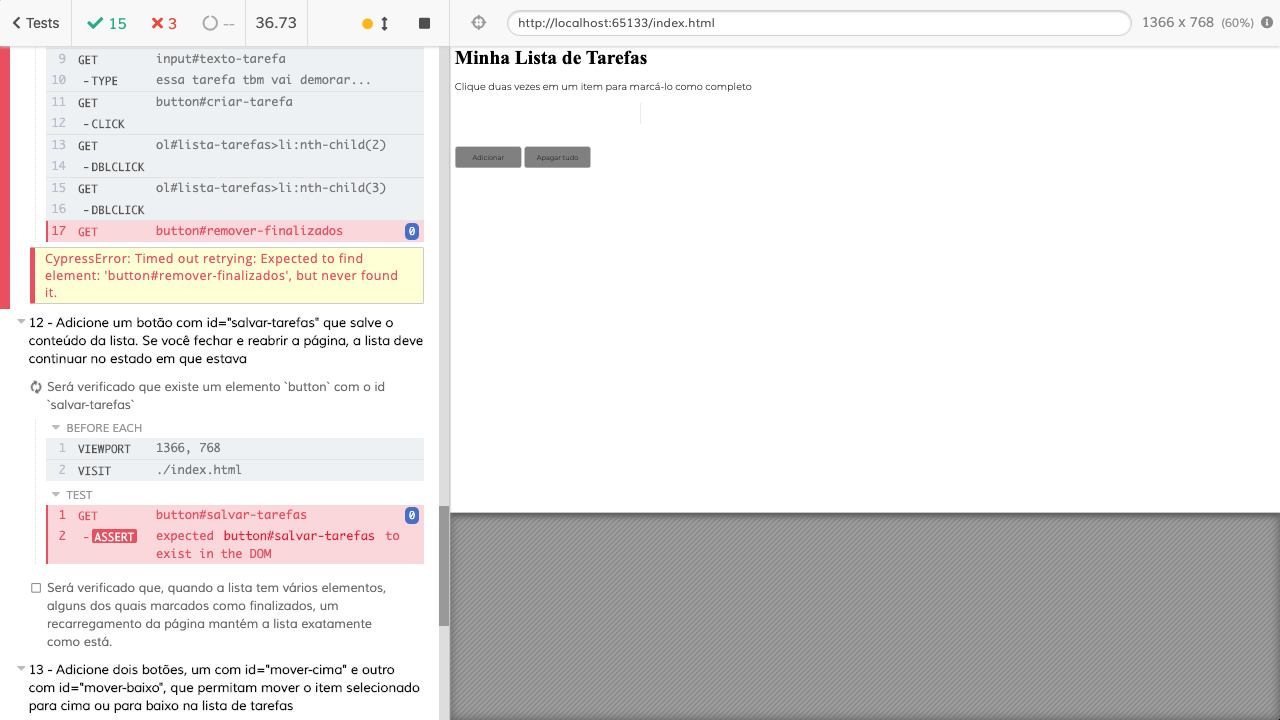 Tests
15
3
--
36.73
http://localhost:65133/index.html
1366 x 768 (60%)
9 GET input#texto-tarefa
10 -TYPE essa tarefa tbm vai demorar...
11 GET button#criar-tarefa
12 -CLICK
13 GET ol#lista-tarefas>li:nth-child(2)
14 -DBLCLICK
15 GET ol#lista-tarefas>li:nth-child(3)
16 -DBLCLICK
17 GET button#remover-finalizados 0
CypressError: Timed out retrying: Expected to find
element: 'button#remover-finalizados', but never found
it.
12 - Adicione um botão com id="salvar-tarefas" que salve o
conteúdo da lista. Se você fechar e reabrir a página, a lista deve
continuar no estado em que estava
Será verificado que existe um elemento `button` com o id
`salvar-tarefas`
BEFORE EACH
1 VIEWPORT 1366, 768
2 VISIT ./index.html
TEST
1 GET button#salvar-tarefas 0
2 -ASSERT expected button#salvar-tarefas to
exist in the DOM
Será verificado que, quando a lista tem vários elementos,
alguns dos quais marcados como finalizados, um
recarregamento da página mantém a lista exatamente
como está.
13 - Adicione dois botões, um com id="mover-cima" e outro
com id="mover-baixo", que permitam mover o item selecionado
para cima ou para baixo na lista de tarefas
Minha Lista de Tarefas
Clique duas vezes em um item para marcá-lo como completo
Adicionar
Apagar tudo